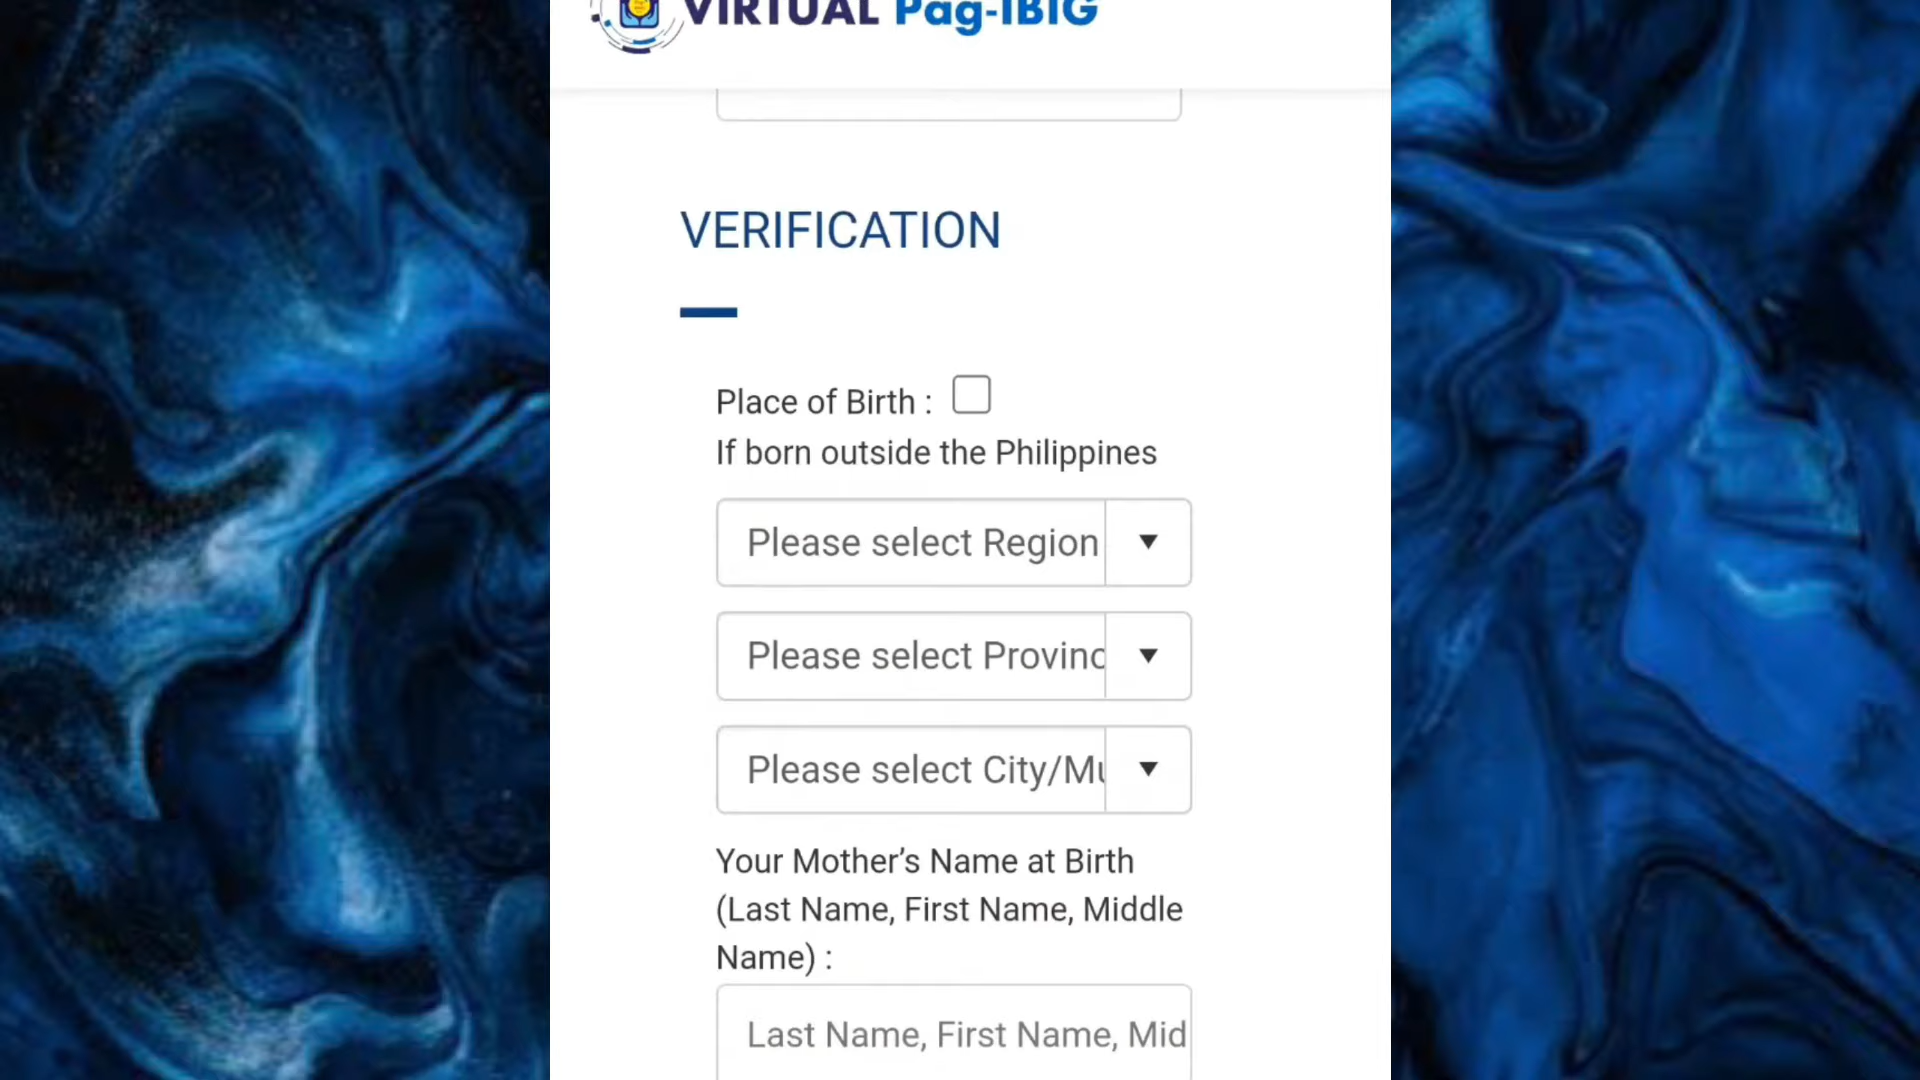 VIRTUAL Pag-IBIG
VERIFICATION
Place of Birth :
If born outside the Philippines
Please select Region
Please select Provinc
Please select City/Mu
Your Mother’s Name at Birth
(Last Name, First Name, Middle
Name) :
Last Name, First Name, Mid